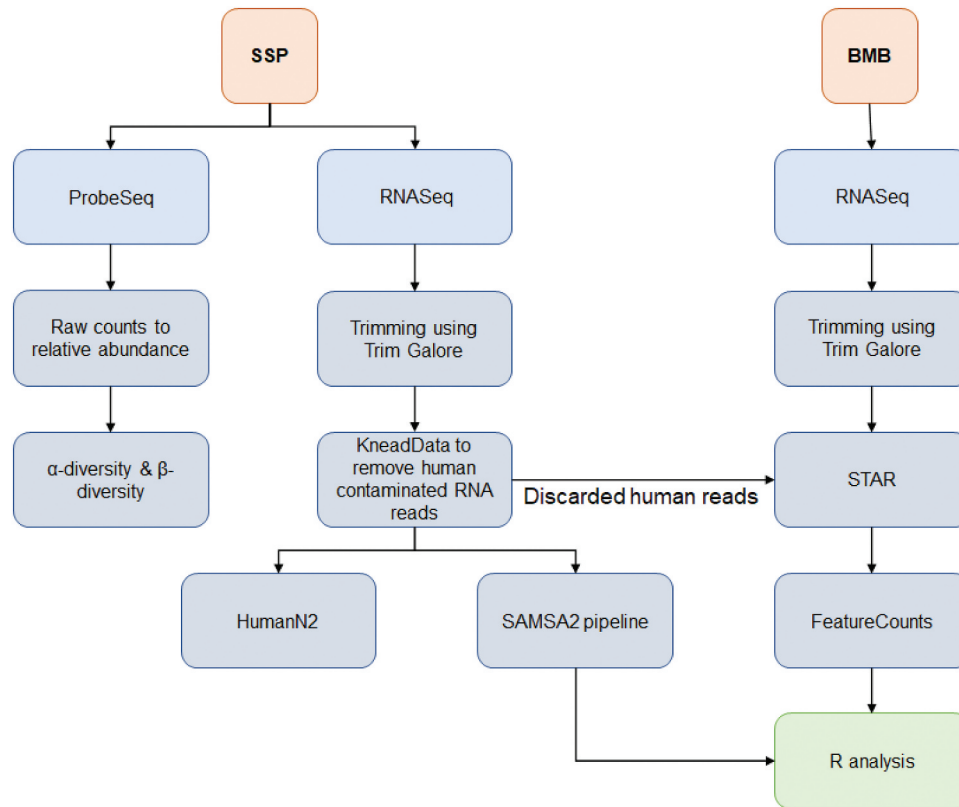 SSP
BMB
ProbeSeq
RNASeq
RNASeq
Raw counts to
relative abundance
Trimming using
Trim Galore
Trimming using
Trim Galore
α-diversity & β-
diversity
KneadData to
remove human
contaminated RNA
reads
Discarded human reads
STAR
HumanN2
SAMSA2 pipeline
FeatureCounts
R analysis